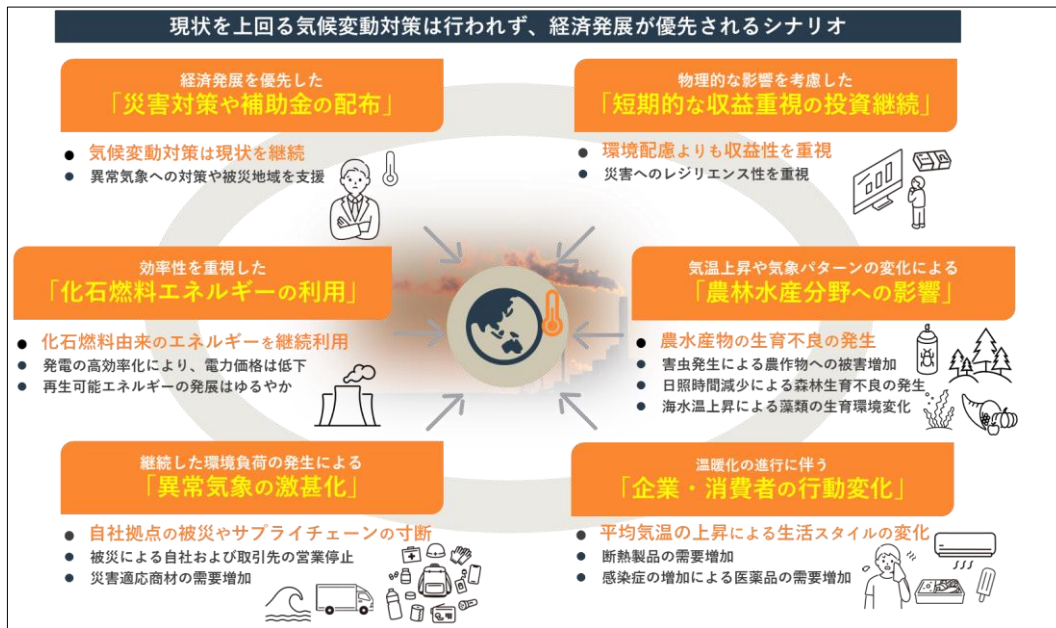 現状を上回る気候変動対策は行われず、経済発展が優先されるシナリオ
経済発展を優先した
「災害対策や補助金の配布」
● 気候変動対策は現状を継続
● 異常気象への対策や被災地域を支援
物理的な影響を考慮した
「短期的な収益重視の投資継続」
● 環境配慮よりも収益性を重視
● 災害へのレジリエンス性を重視
効率性を重視した
「化石燃料エネルギーの利用」
● 化石燃料由来のエネルギーを継続利用
● 発電の高効率化により、電力価格は低下
● 再生可能エネルギーの発展はゆるやか
気温上昇や気象パターンの変化による
「農林水産分野への影響」
● 農水産物の生育不良の発生
● 害虫発生による農作物への被害増加
● 日照時間減少による森林生育不良の発生
● 海水温上昇による藻類の生育環境変化
継続した環境負荷の発生による
「異常気象の激甚化」
● 自社拠点の被災やサプライチェーンの寸断
● 被災による自社および取引先の営業停止
● 災害適応商材の需要増加
温暖化の進行に伴う
「企業・消費者の行動変化」
● 平均気温の上昇による生活スタイルの変化
● 断熱製品の需要増加
● 感染症の増加による医薬品の需要増加